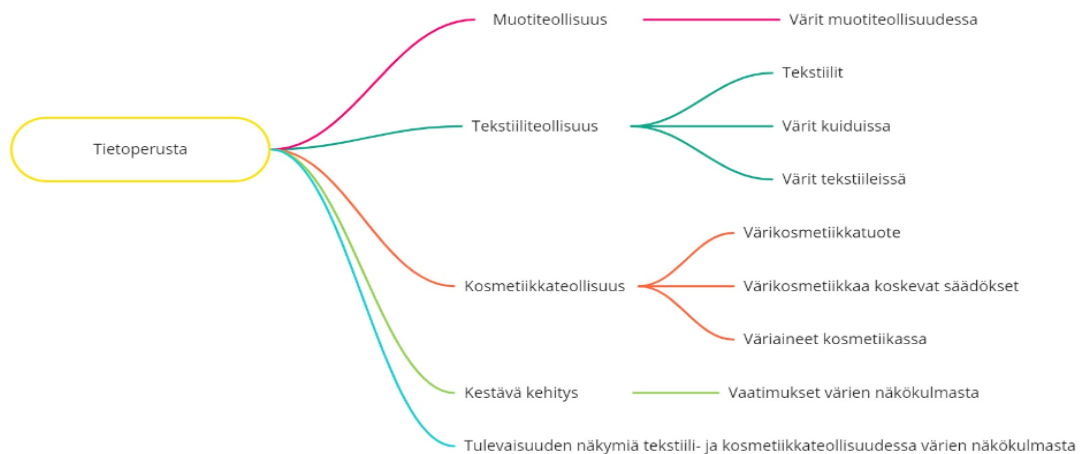 Tietoperusta
Muotiteollisuus
Värit muotiteollisuudessa
Tekstiiliteollisuus
Tekstiilit
Värit kuiduissa
Värit tekstiileissä
Kosmetiikkateollisuus
Värikosmetiikkatuote
Värikosmetiikkaa koskevat säädökset
Väriaineet kosmetiikassa
Kestävä kehitys
Vaatimukset värien näkökulmasta
Tulevaisuuden näkymiä tekstiili- ja kosmetiikkateollisuudessa värien näkökulmasta